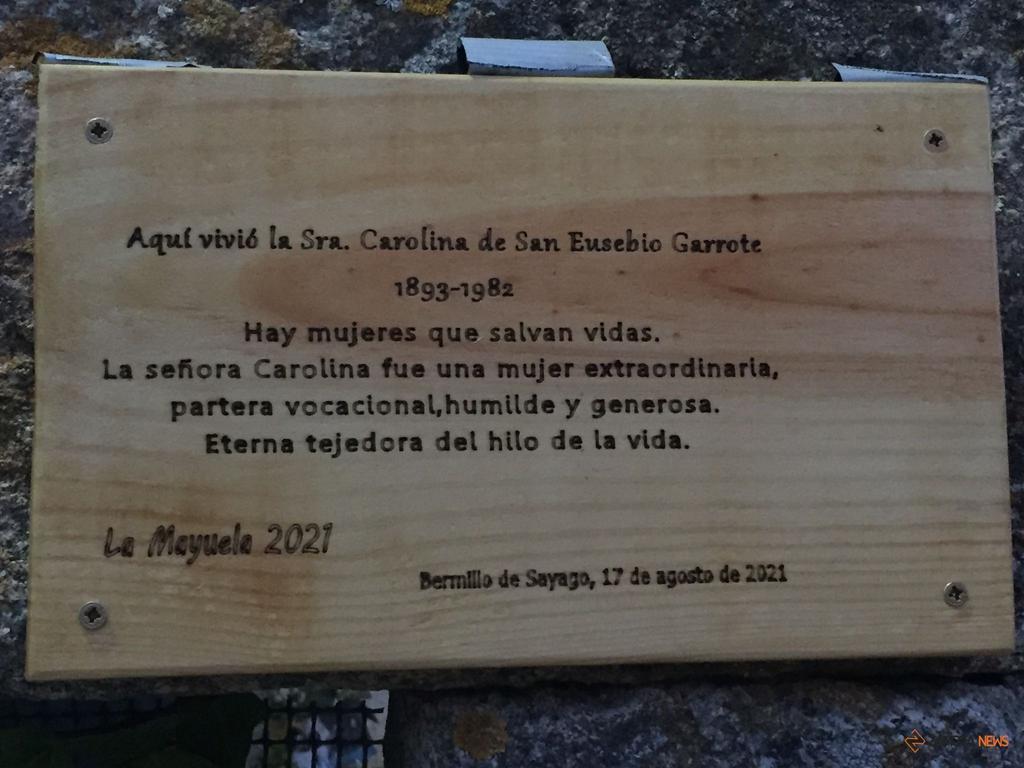 Aquí vivió la Sra. Carolina de San Eusebio Garrote
1893-1982
Hay mujeres que salvan vidas.
La señora Carolina fue una mujer extraordinaria,
partera vocacional,humilde y generosa.
Eterna tejedora del hilo de la vida.
La Mayuela 2021
Bermillo de Sayago, 17 de agosto de 2021
NEWS